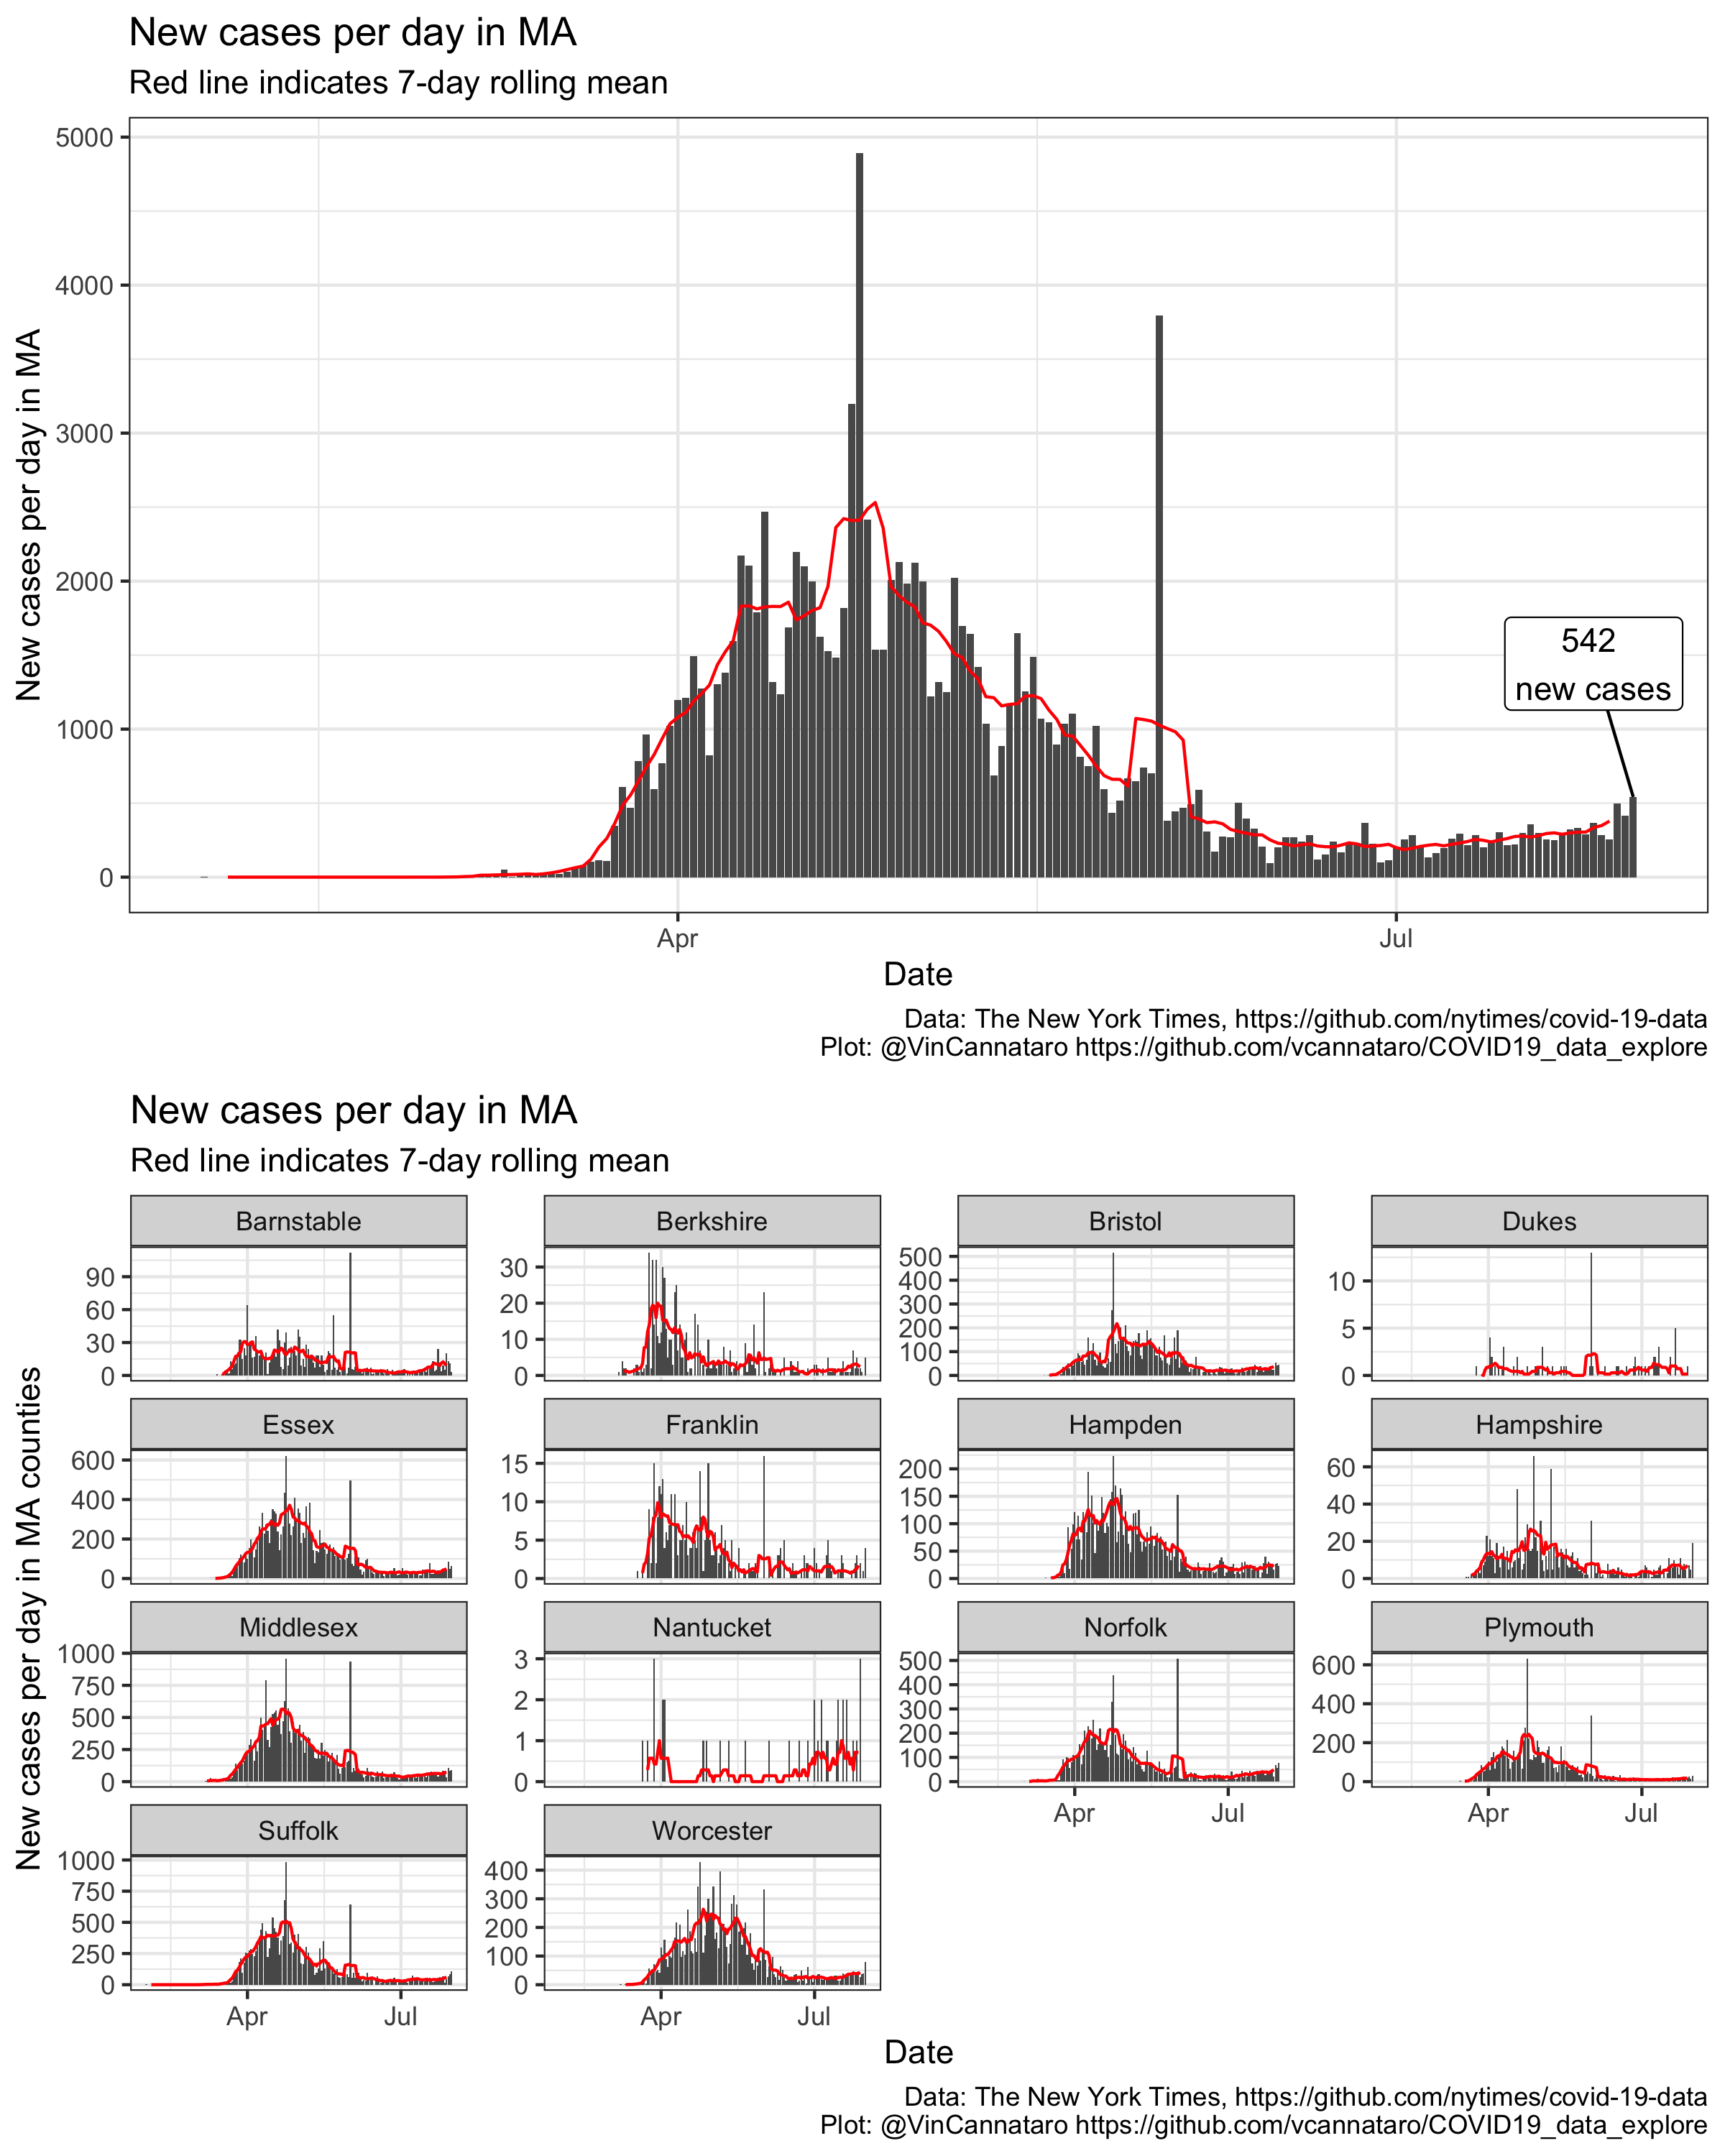 New cases per day in MA
Red line indicates 7-day rolling mean
New cases per day in MA
5000
4000
3000
2000
1000
0
542
new cases
Apr
Jul
Date
Data: The New York Times, https://github.com/nytimes/covid-19-data
Plot: @VinCannataro https://github.com/vcannataro/COVID19_data_explore
New cases per day in MA
Red line indicates 7-day rolling mean
New cases per day in MA counties
Barnstable
90
60
30
0
Berkshire
30
20
10
0
Bristol
500
400
300
200
100
0
Dukes
10
5
0
Essex
600
400
200
0
Franklin
15
10
5
0
Hampden
200
150
100
50
0
Hampshire
60
40
20
0
Middlesex
1000
750
500
250
0
Nantucket
3
2
1
0
Norfolk
500
400
300
200
100
0
Apr
Jul
Plymouth
600
400
200
0
Apr
Jul
Suffolk
1000
750
500
250
0
Apr
Jul
Worcester
400
300
200
100
0
Apr
Jul
Date
Data: The New York Times, https://github.com/nytimes/covid-19-data
Plot: @VinCannataro https://github.com/vcannataro/COVID19_data_explore